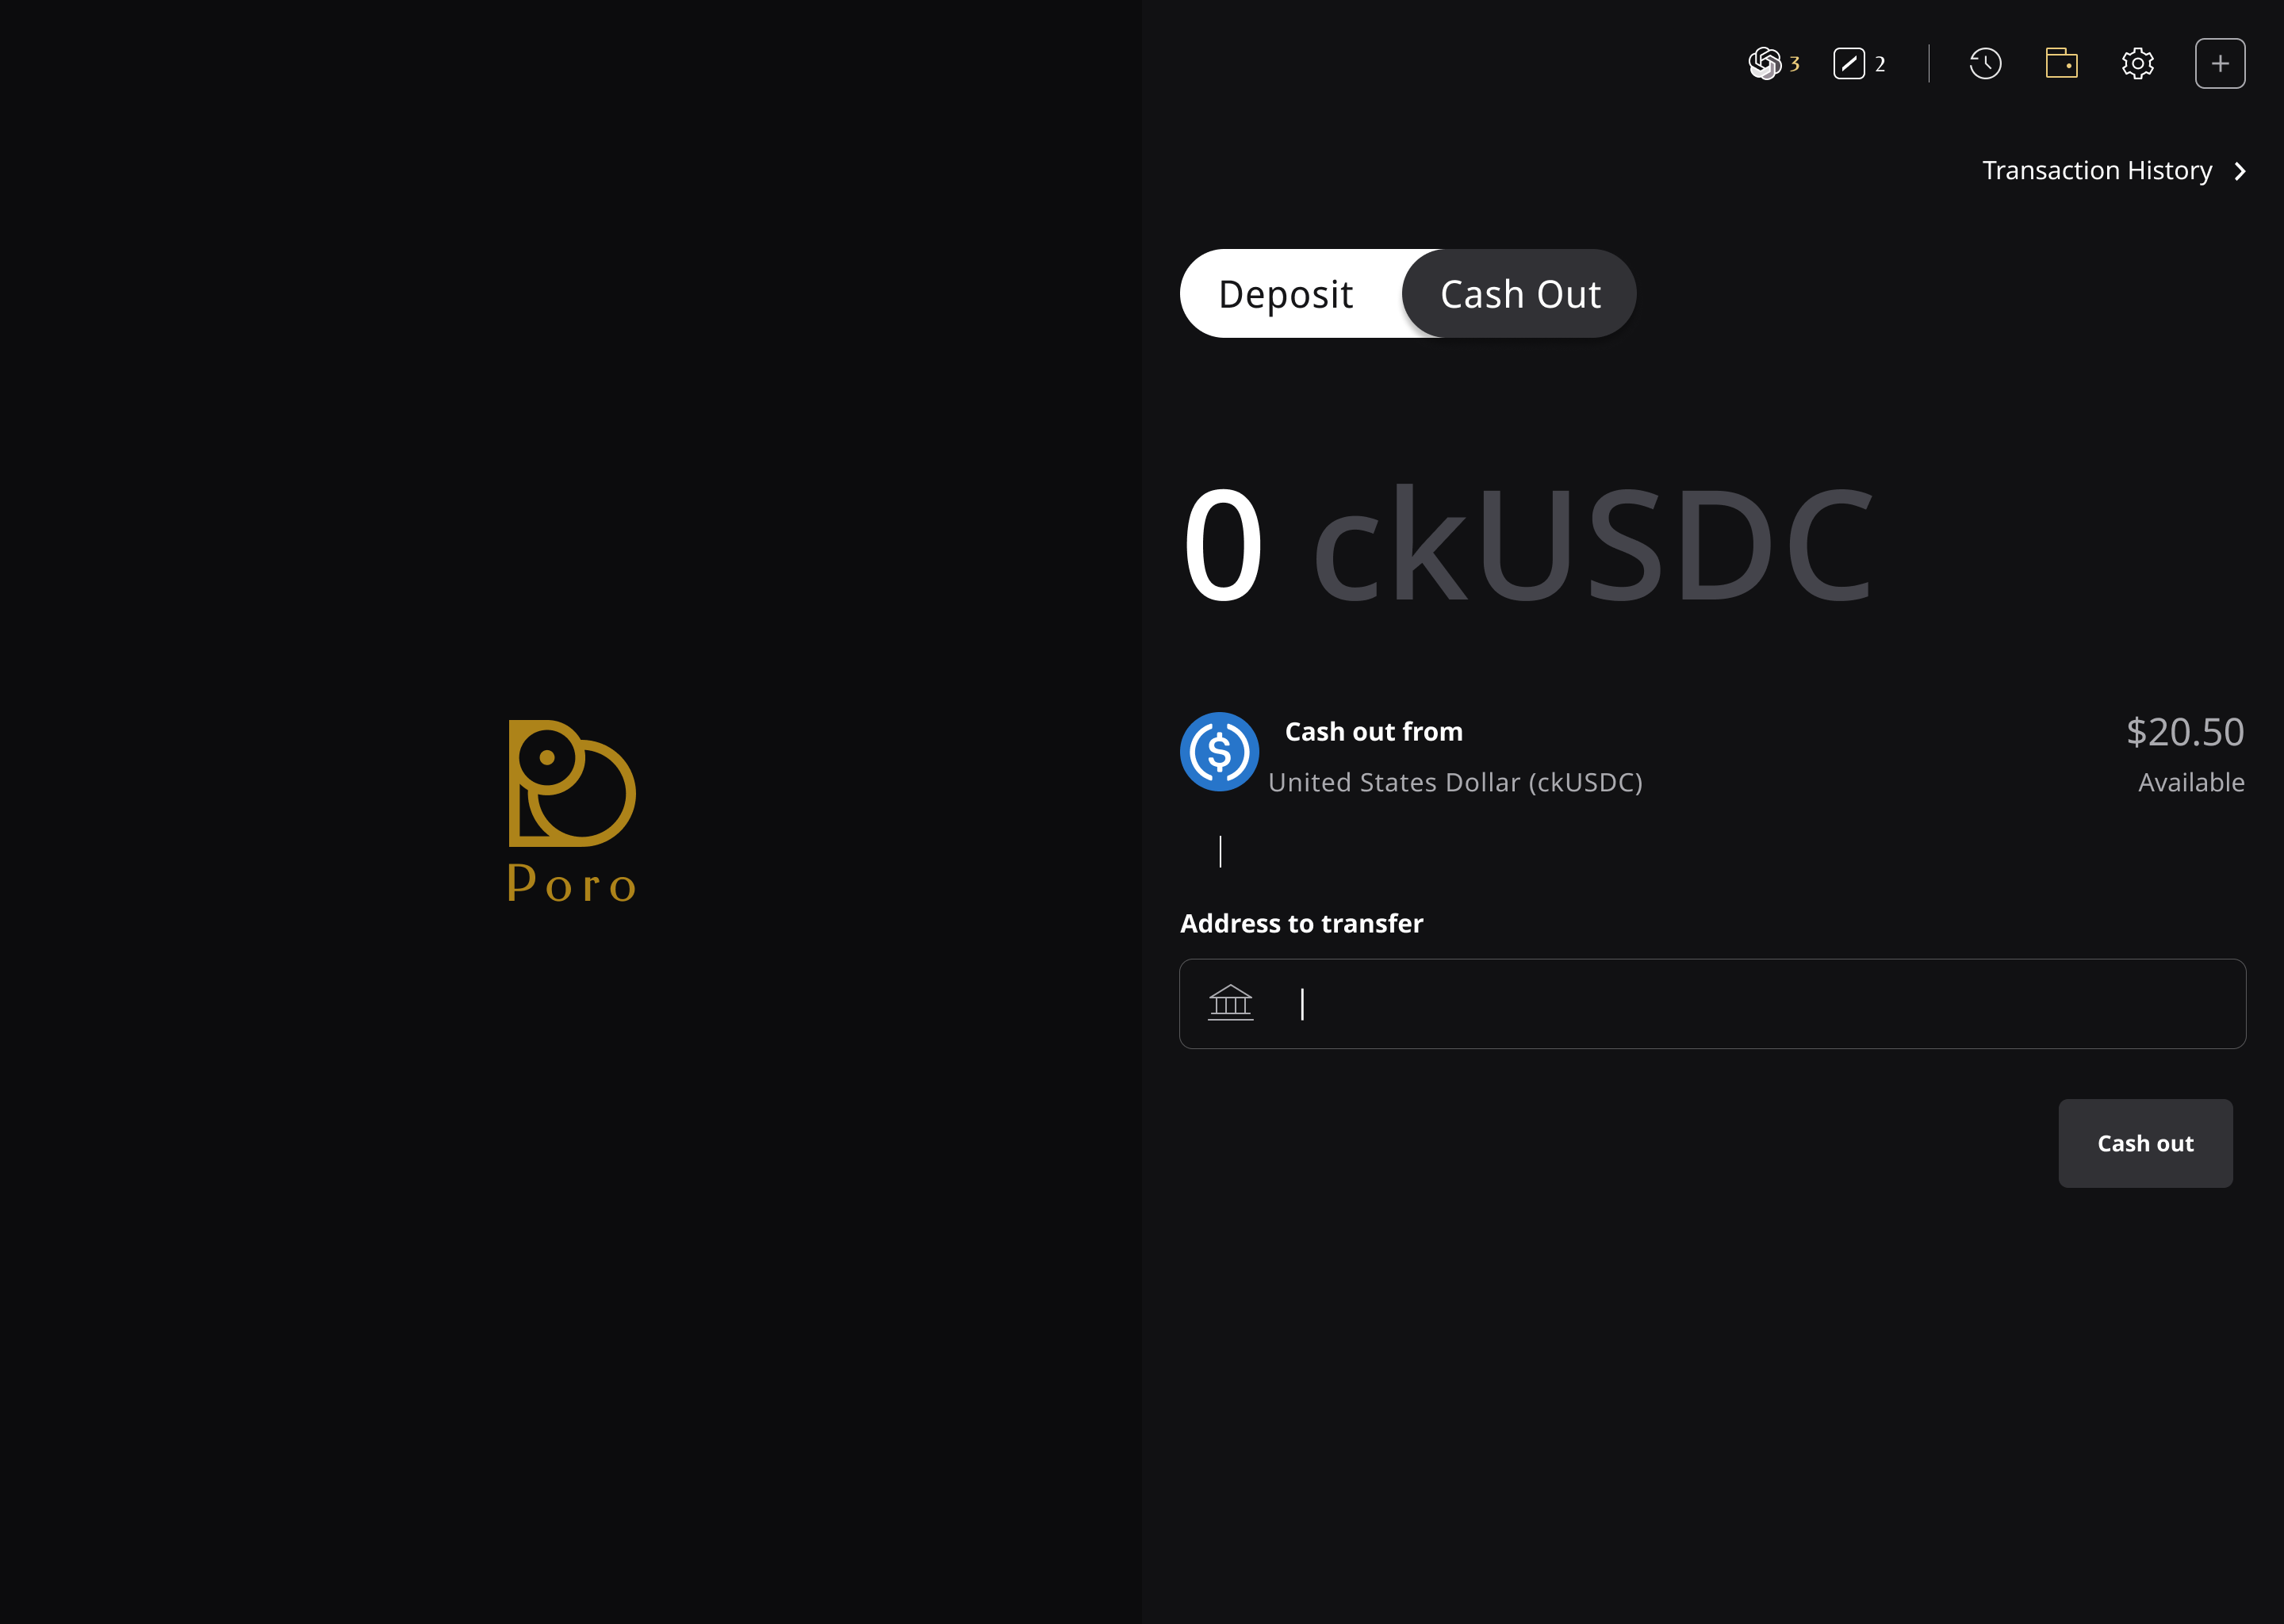 3 2
Transaction History
Deposit Cash Out
0 ckUSDC
Cash out from $20.50
United States Dollar (ckUSDC) Available
Poro
Address to transfer
Cash out